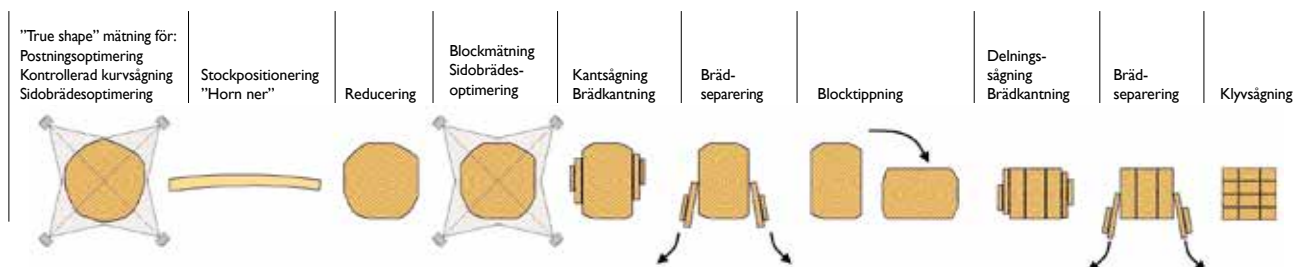 "True shape" mätning för:
Postningsoptimering
Kontrollerad kurvsågning
Sidobrädesoptimering
Stockpositionering
"Horn ner"
Reducering
Blockmätning
Sidobrädes-
optimering
Kantsågning
Brädkantning
Bräd-
separering
Blocktippning
Delnings-
sågning
Brädkantning
Bräd-
separering
Klyvsågning